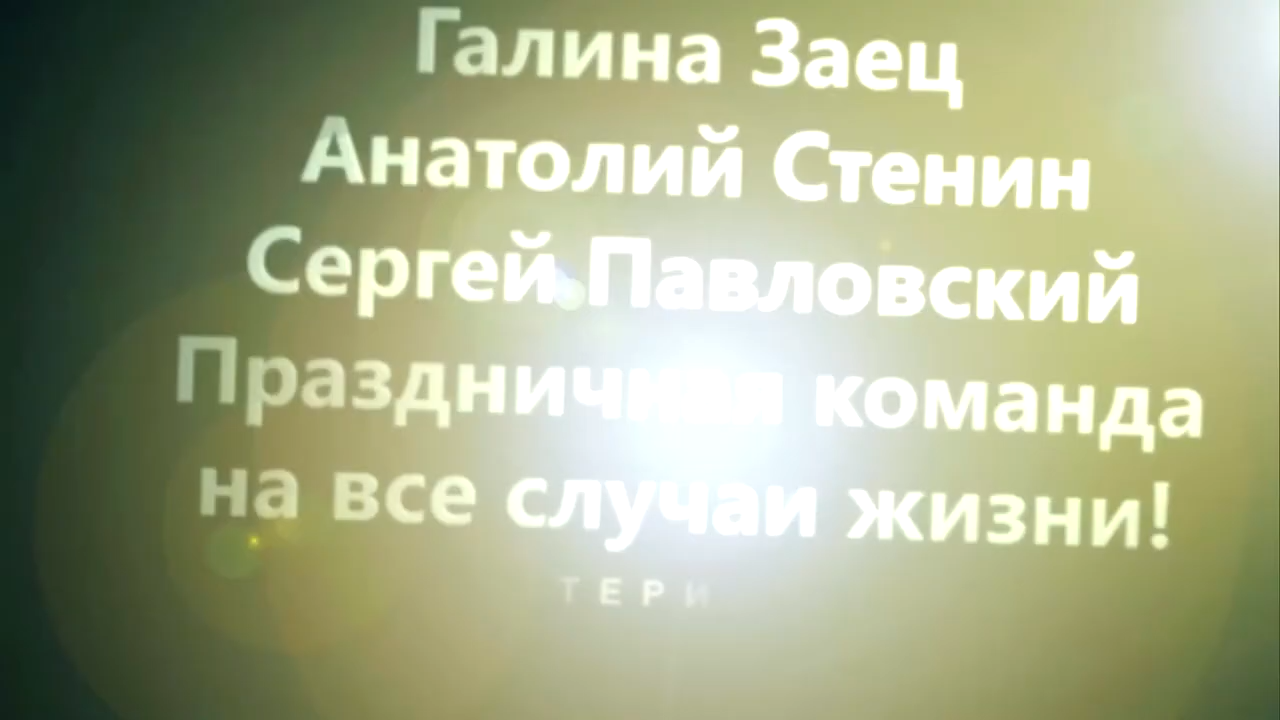 Галина Заец
Анатолий Стенин
Сергей Павловский
Праздничная команда
на все случаи жизни!
ТЕРИ